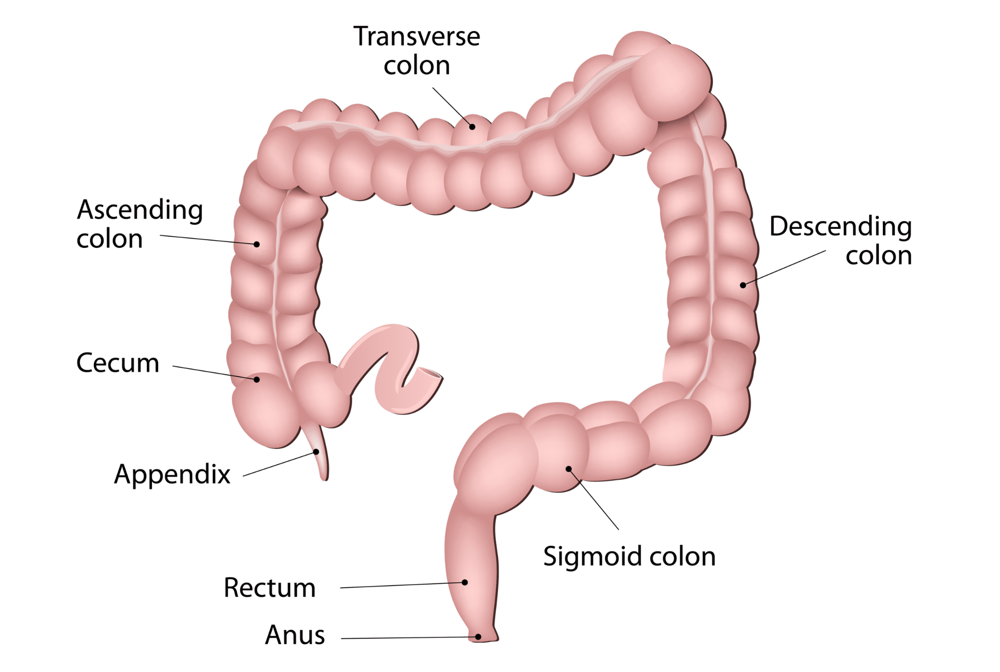 Transverse
colon
Ascending
colon
Descending
colon
Cecum
Appendix
Sigmoid colon
Rectum
Anus